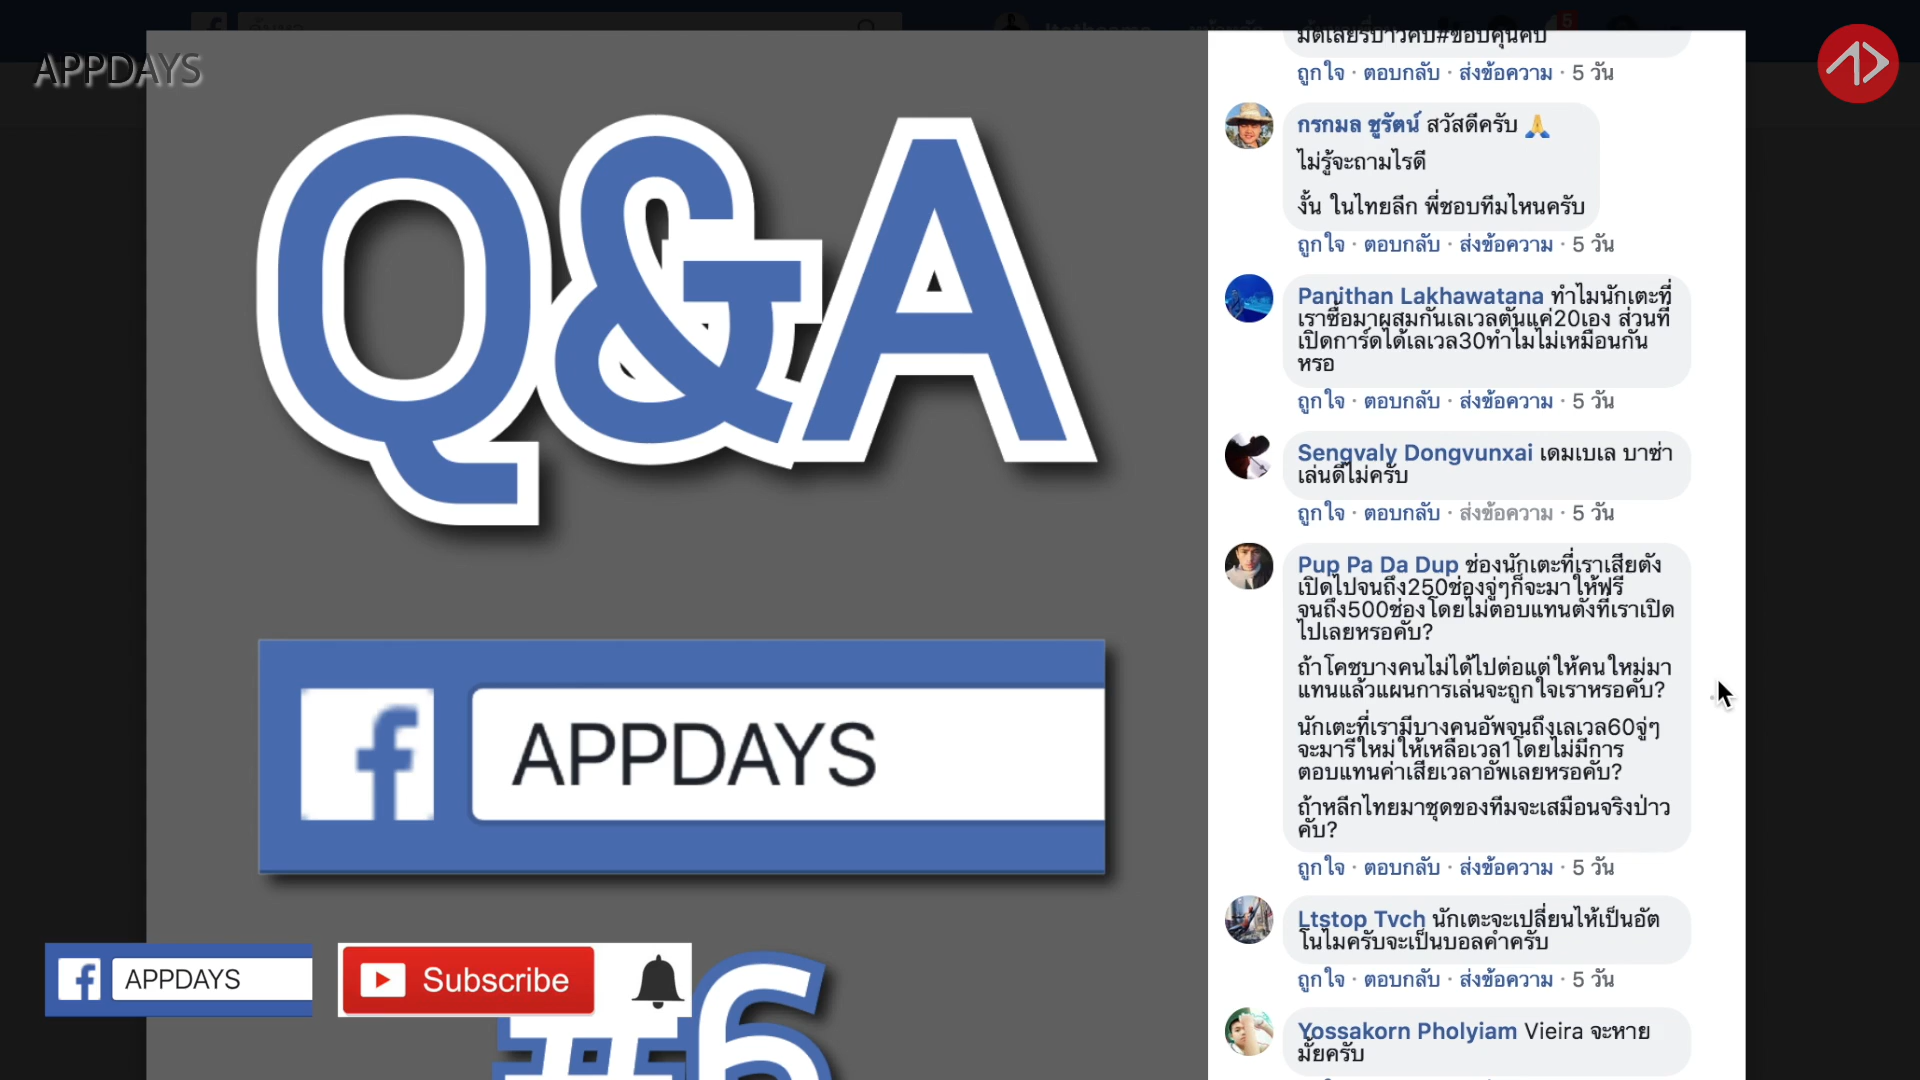 ค้นหา
5
APPDAYS
Q&A
APPDAYS
APPDAYS
Subscribe
#6
ถูกใจ · ตอบกลับ · ส่งข้อความ · 5 วัน
กรกมล ชูรัตน์ สวัสดีครับ 🙏
ไม่รู้จะถามไรดี
งั้น ในไทยลีก พี่ชอบทีมไหนครับ
ถูกใจ · ตอบกลับ · ส่งข้อความ · 5 วัน
Panithan Lakhawatana ทำไมนักเตะที่
เราซื้อมาผสมกันเลเวลตันแค่20เอง ส่วนที่
เปิดการ์ดได้เลเวล30ทำไมไม่เหมือนกัน
หรอ
ถูกใจ · ตอบกลับ · ส่งข้อความ · 5 วัน
Sengvaly Dongvunxai เดมเบเล บาซ่า
เล่นดีไม่ครับ
ถูกใจ · ตอบกลับ · ส่งข้อความ · 5 วัน
Pup Pa Da Dup ช่องนักเตะที่เราเสียตัง
เปิดไปจนถึง250ช่องจู่ๆก็จะมาให้ฟรี
จนถึง500ช่องโดยไม่ตอบแทนตังที่เราเปิด
ไปเลยหรอคับ?
ถ้าโคชบางคนไม่ได้ไปต่อแต่ให้คนใหม่มา
แทนแล้วแผนการเล่นจะถูกใจเราหรอคับ?
นักเตะที่เรามีบางคนอัพจนถึงเลเวล60จู่ๆ
จะมารีใหม่ให้เหลือเวล1โดยไม่มีการ
ตอบแทนค่าเสียเวลาอัพเลยหรอคับ?
ถ้าหลีกไทยมาชุดของทีมจะเสมือนจริงป่าว
คับ?
ถูกใจ · ตอบกลับ · ส่งข้อความ · 5 วัน
Ltstop Tvch นักเตะจะเปลี่ยนไห้เป็นอัต
โนไมครับจะเป็นบอลคำครับ
ถูกใจ · ตอบกลับ · ส่งข้อความ · 5 วัน
Yossakorn Pholyiam Vieira จะหาย
มั้ยครับ